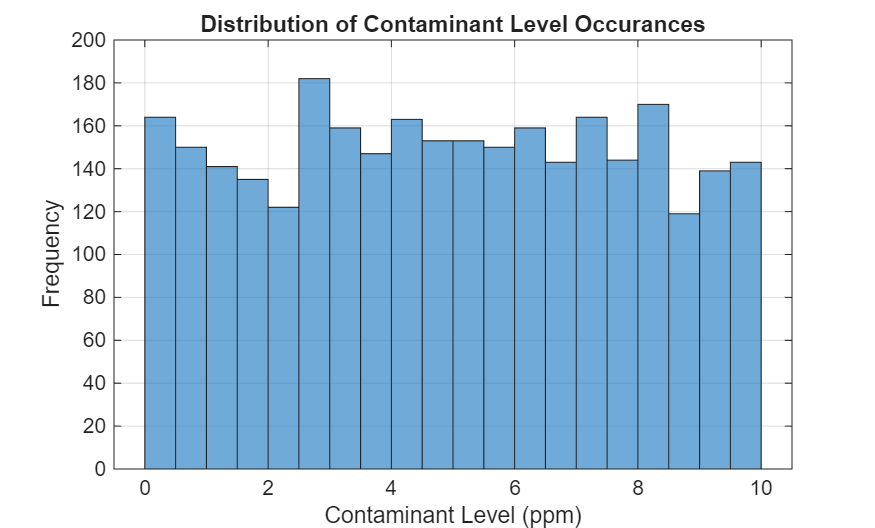 Distribution of Contaminant Level Occurances
200
180
160
140
120
100
80
60
40
20
0
Frequency
0 2 4 6 8 10
Contaminant Level (ppm)